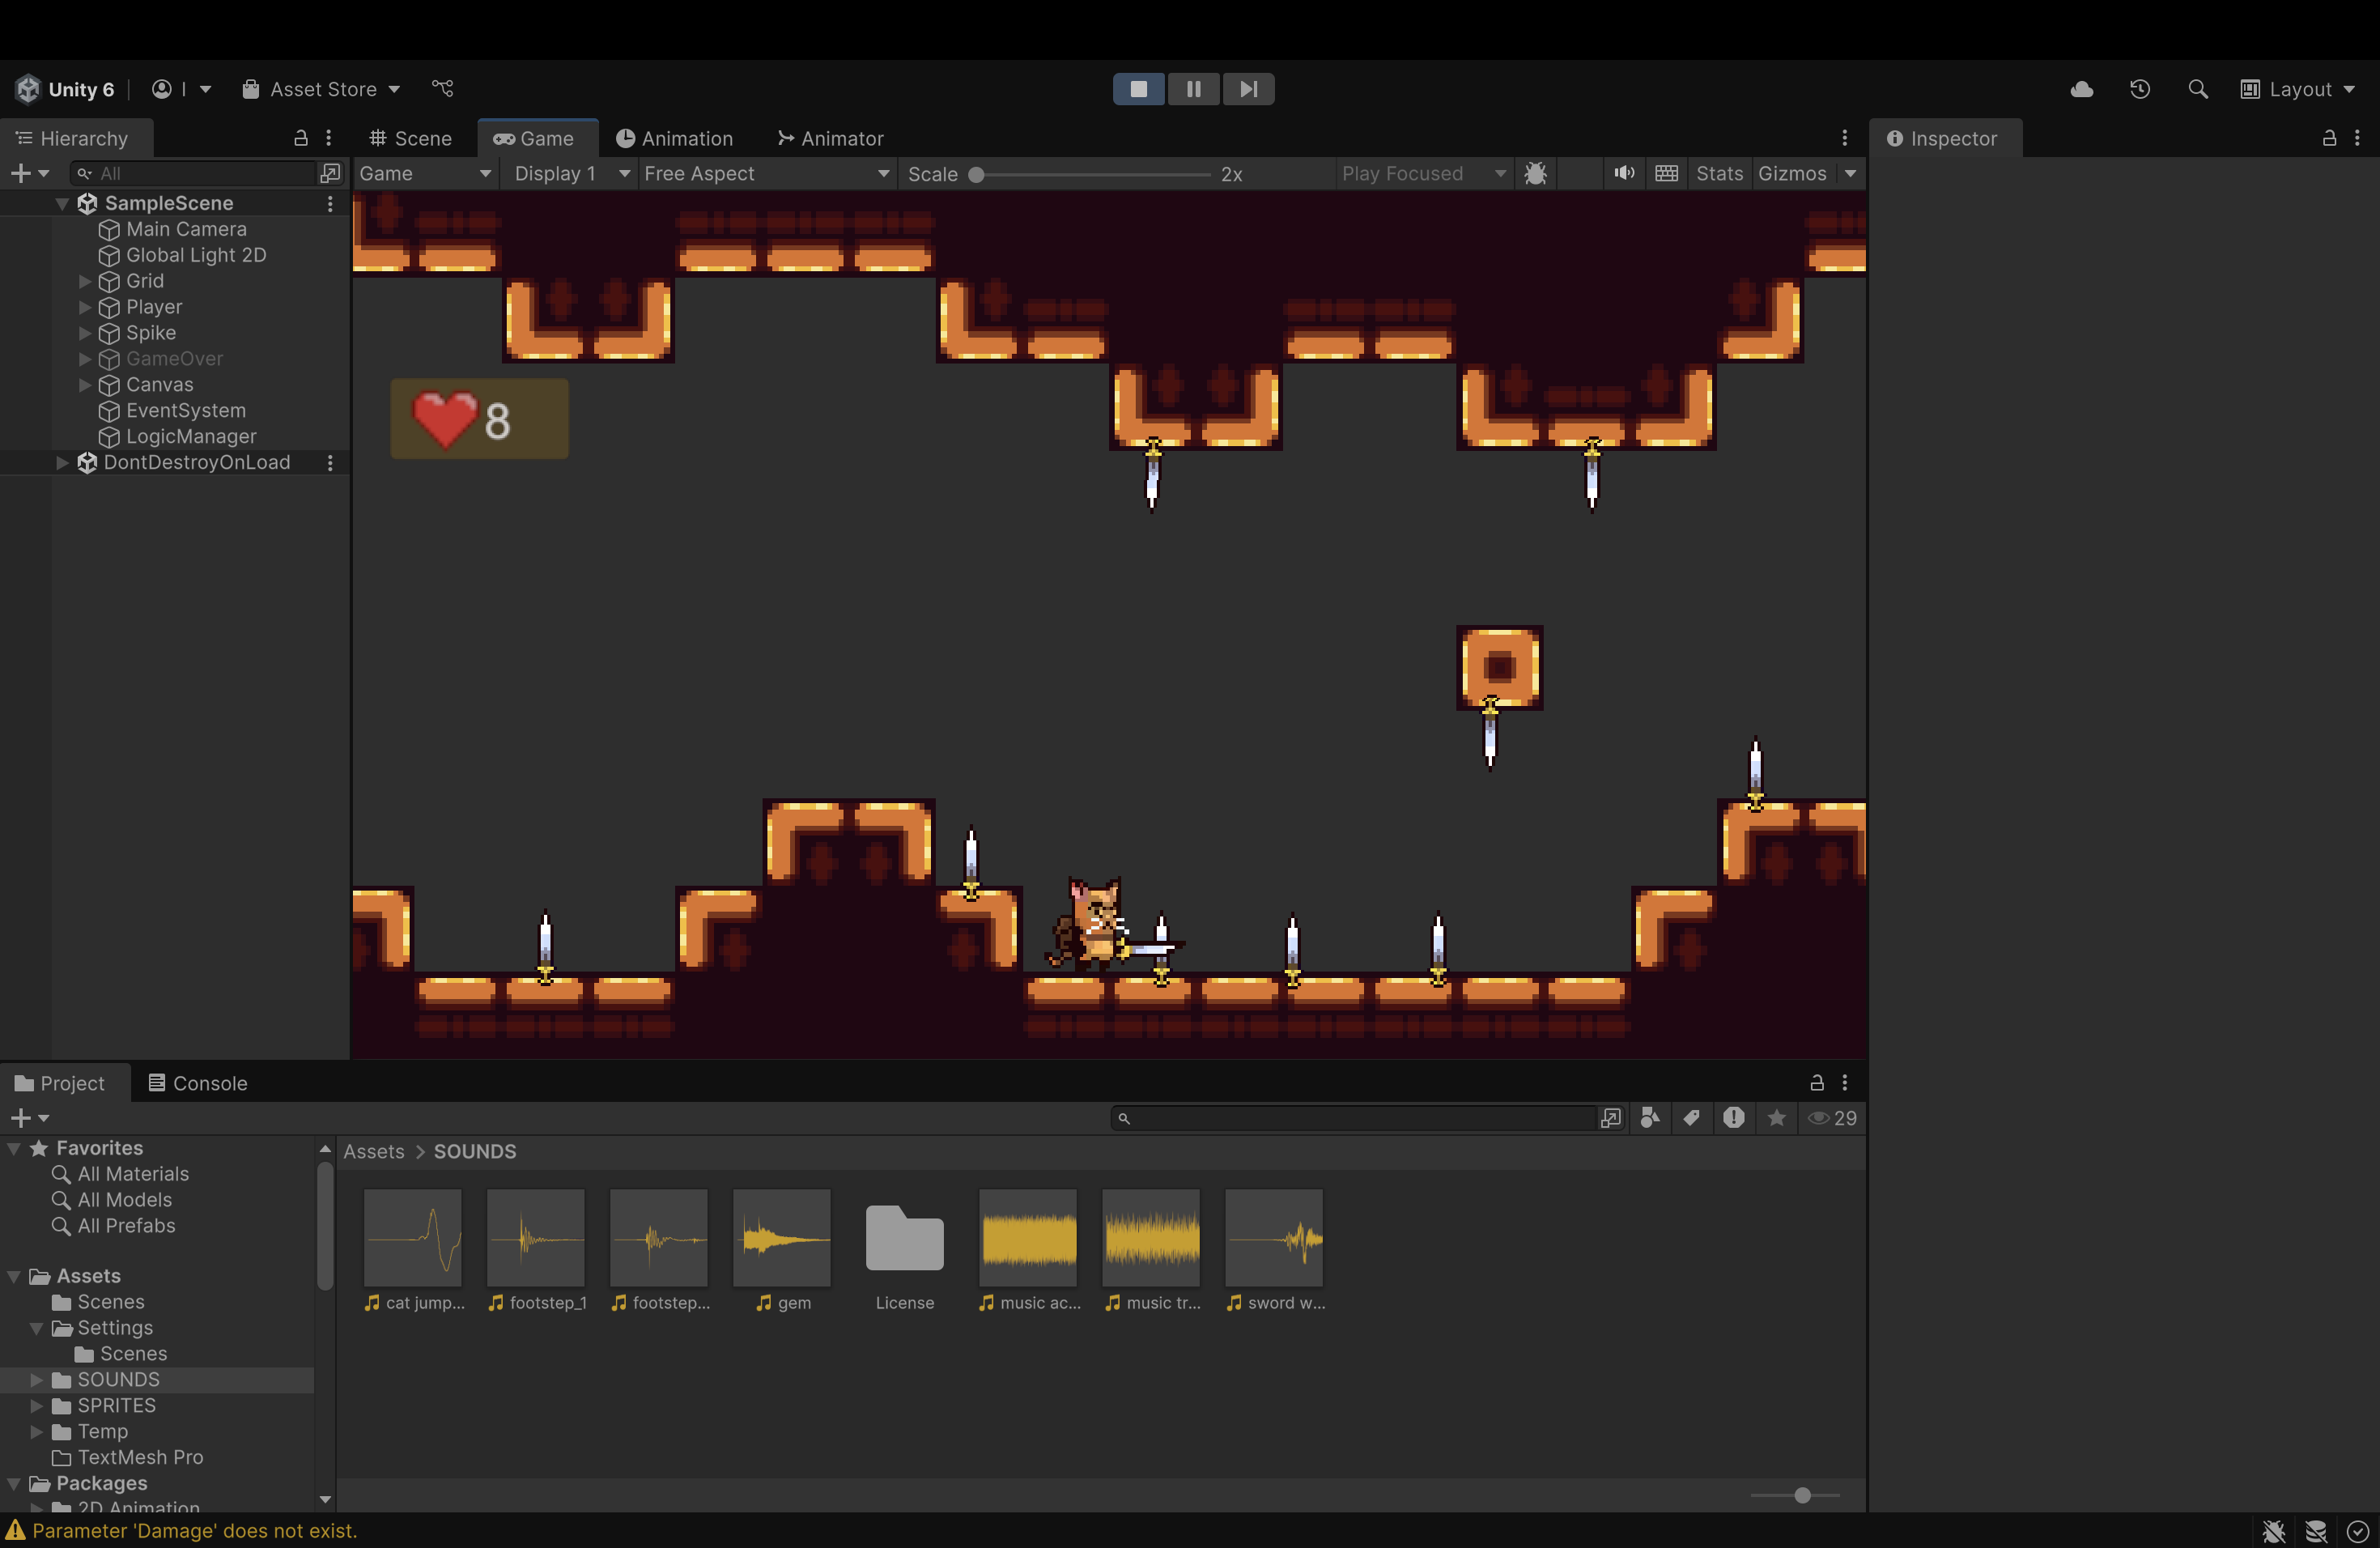 Unity 6
Asset Store
Layout
Hierarchy
Scene
Game
Animation
Animator
Inspector
All
Game
Display 1
Free Aspect
Scale
2x
Play Focused
Stats
Gizmos
SampleScene
Main Camera
Global Light 2D
Grid
Player
Spike
GameOver
Canvas
EventSystem
LogicManager
DontDestroyOnLoad
8
Project
Console
29
Favorites
All Materials
All Models
All Prefabs
Assets
Scenes
Settings
Scenes
SOUNDS
SPRITES
Temp
TextMesh Pro
Packages
2D Animation
Assets > SOUNDS
cat jump...
footstep_1
footstep...
gem
License
music ac...
music tr...
sword w...
Parameter 'Damage' does not exist.